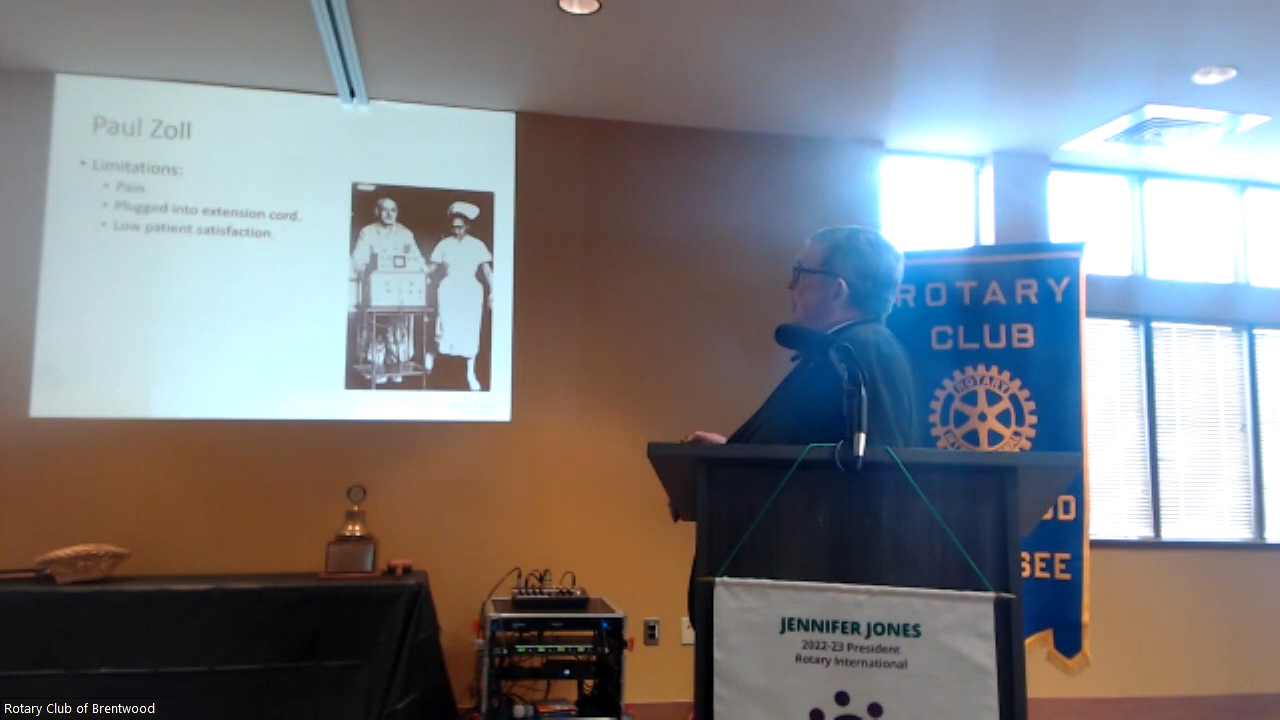 Paul Zoll
• Limitations:
• Pain.
• Plugged into extension cord.
• Low patient satisfaction.
ROTARY
CLUB
ROTARY
OD
SEE
JENNIFER JONES
2022-23 President
Rotary International
Rotary Club of Brentwood